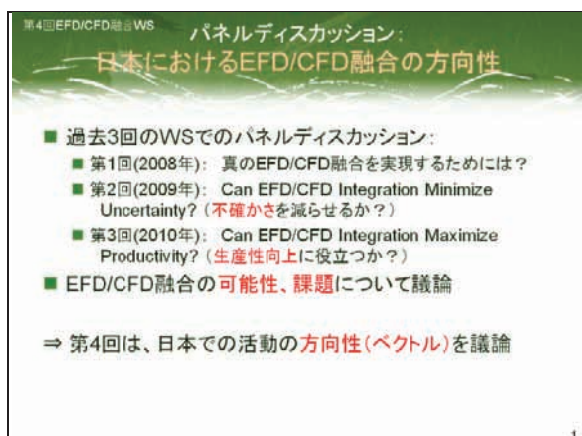 第4回EFD/CFD融合WS
パネルディスカッション:
日本におけるEFD/CFD融合の方向性
■ 過去3回のWSでのパネルディスカッション:
■ 第1回(2008年): 真のEFD/CFD融合を実現するためには?
■ 第2回(2009年): Can EFD/CFD Integration Minimize
Uncertainty? (不確かさを減らせるか?)
■ 第3回(2010年): Can EFD/CFD Integration Maximize
Productivity? (生産性向上に役立つか?)
■ EFD/CFD融合の可能性、課題について議論
⇒ 第4回は、日本での活動の方向性(ベクトル)を議論
1